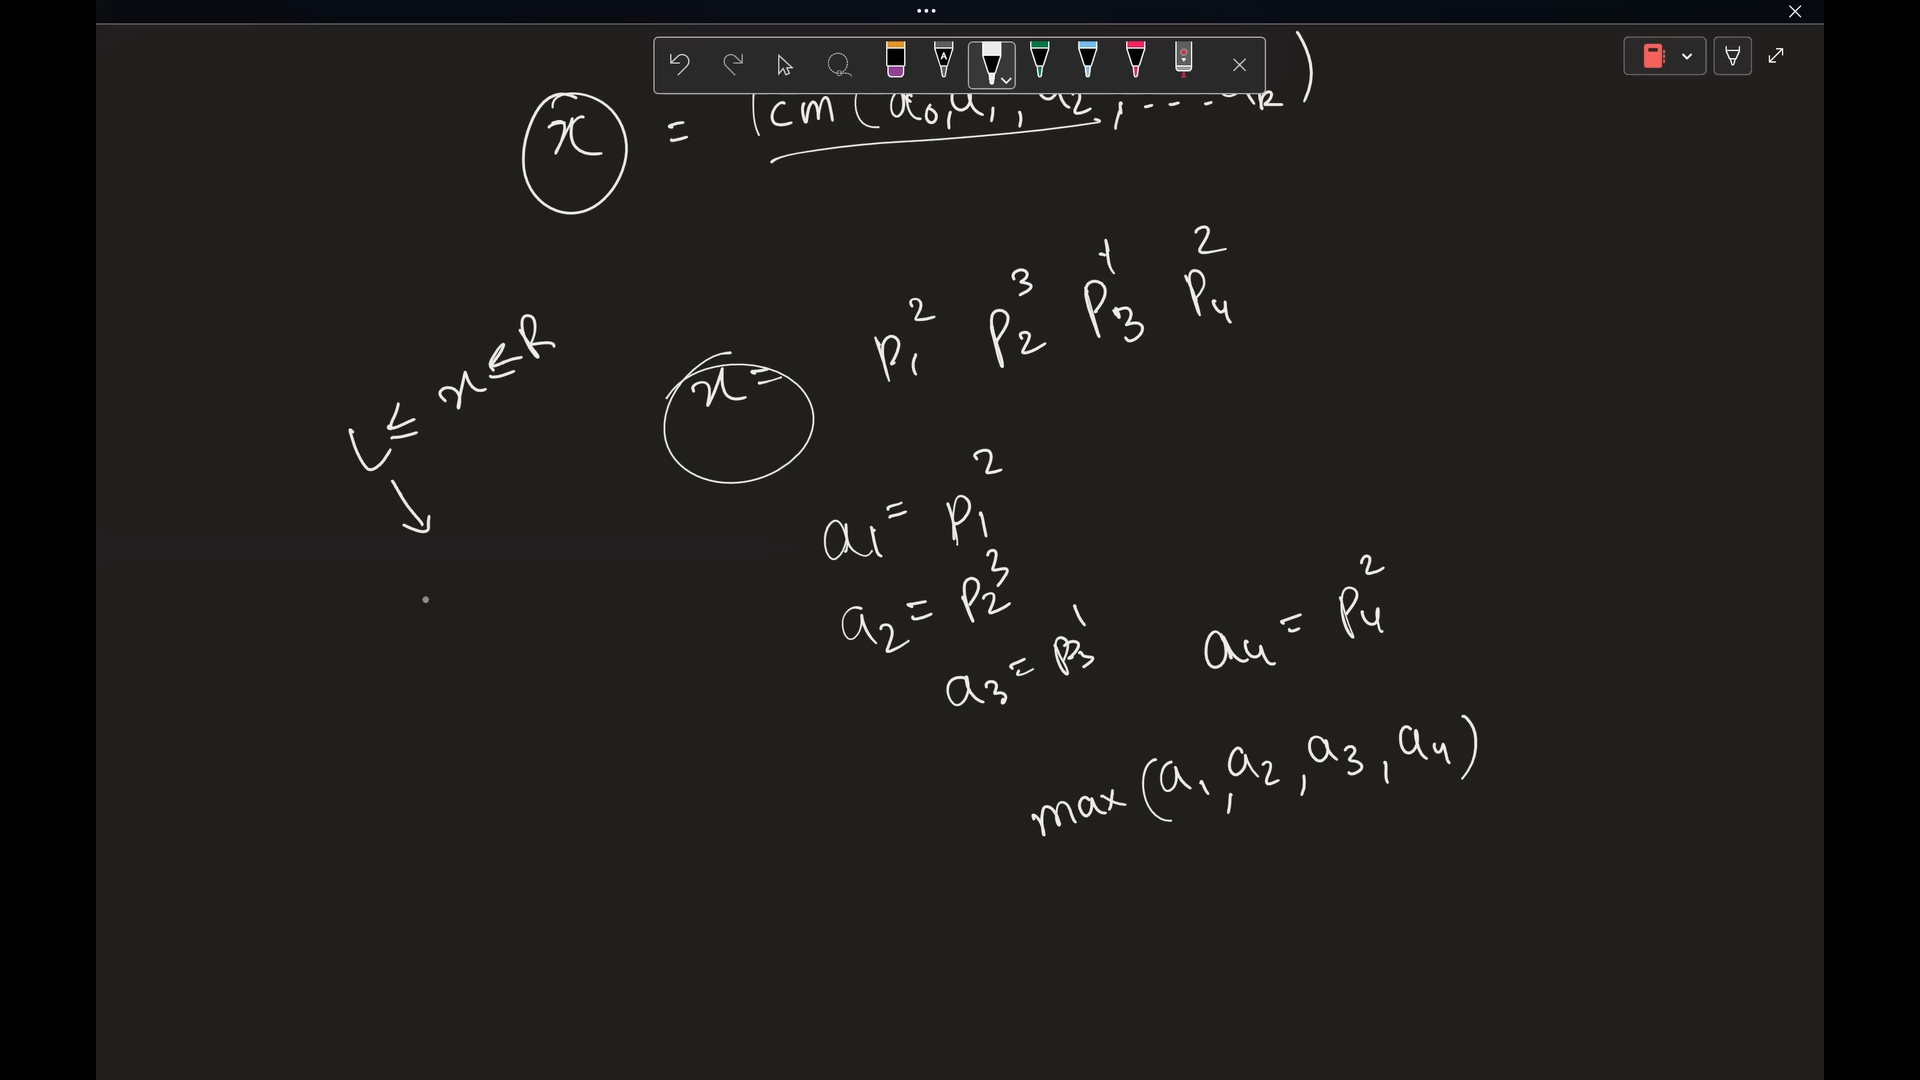 x = lcm(a₀, a₁, a₂, ....aₖ)
L ≤ x ≤ R
x = p₁² p₂³ p₃¹ p₄²
a₁ = p₁²
a₂ = p₂³
a₃ = p₃¹
a₄ = p₄²
max(a₁, a₂, a₃, a₄)